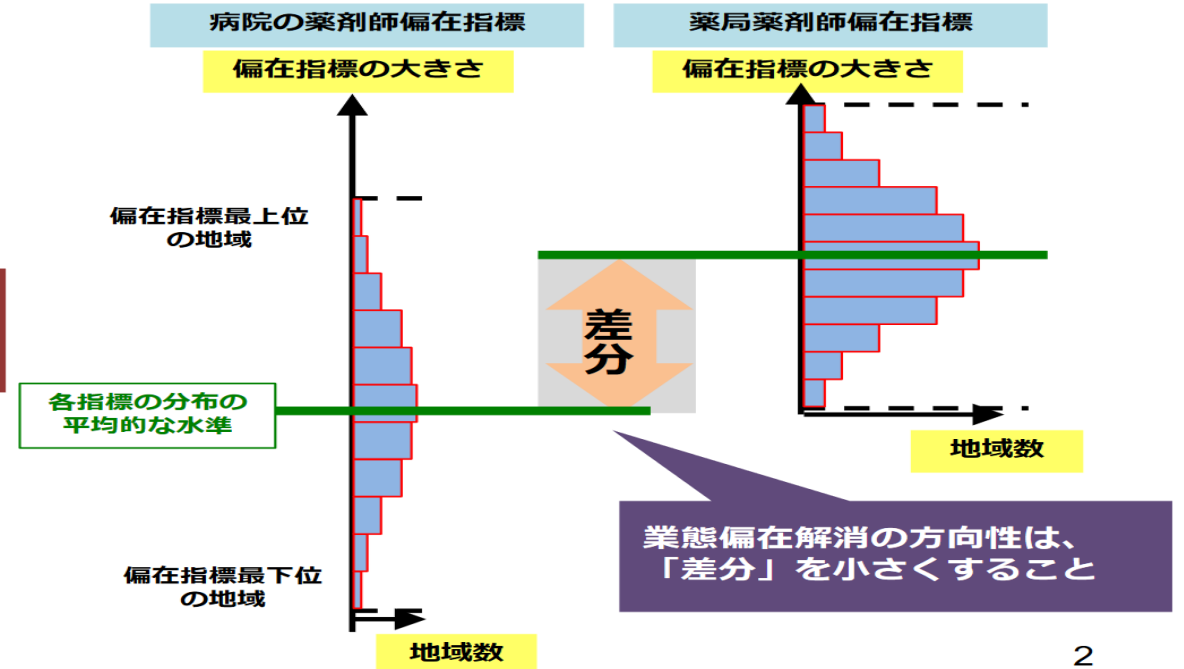 病院の薬剤師偏在指標
薬局薬剤師偏在指標
偏在指標の大きさ
偏在指標の大きさ
偏在指標最上位
の地域
差
分
各指標の分布の
平均的な水準
地域数
業態偏在解消の方向性は、
「差分」を小さくすること
偏在指標最下位
の地域
地域数
2